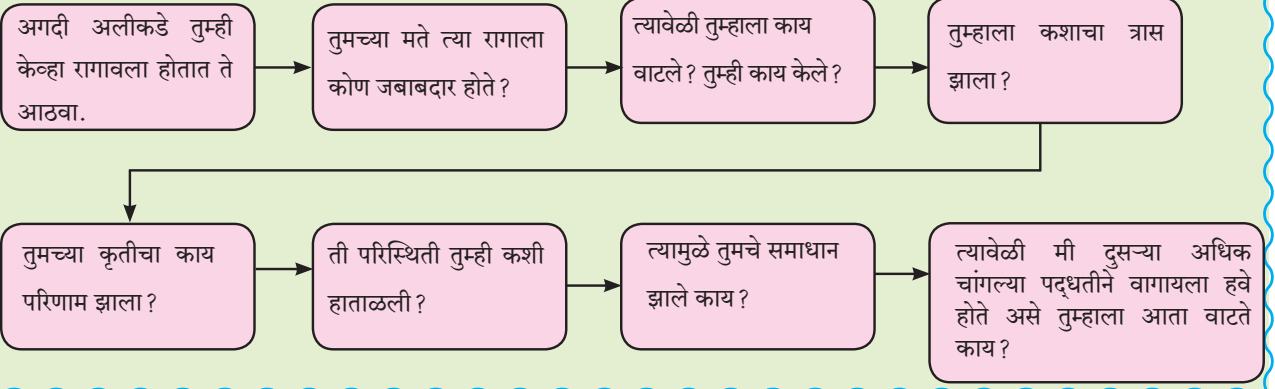 अगदी अलीकडे तुम्ही
केव्हा रागावला होतात ते
आठवा.
तुमच्या मते त्या रागाला
कोण जबाबदार होते?
त्यावेळी तुम्हाला काय
वाटले? तुम्ही काय केले?
तुम्हाला कशाचा त्रास
झाला?
तुमच्या कृतीचा काय
परिणाम झाला?
ती परिस्थिती तुम्ही कशी
हाताळली?
त्यामुळे तुमचे समाधान
झाले काय?
त्यावेळी मी दुसऱ्या अधिक
चांगल्या पद्धतीने वागायला हवे
होते असे तुम्हाला आता वाटते
काय?